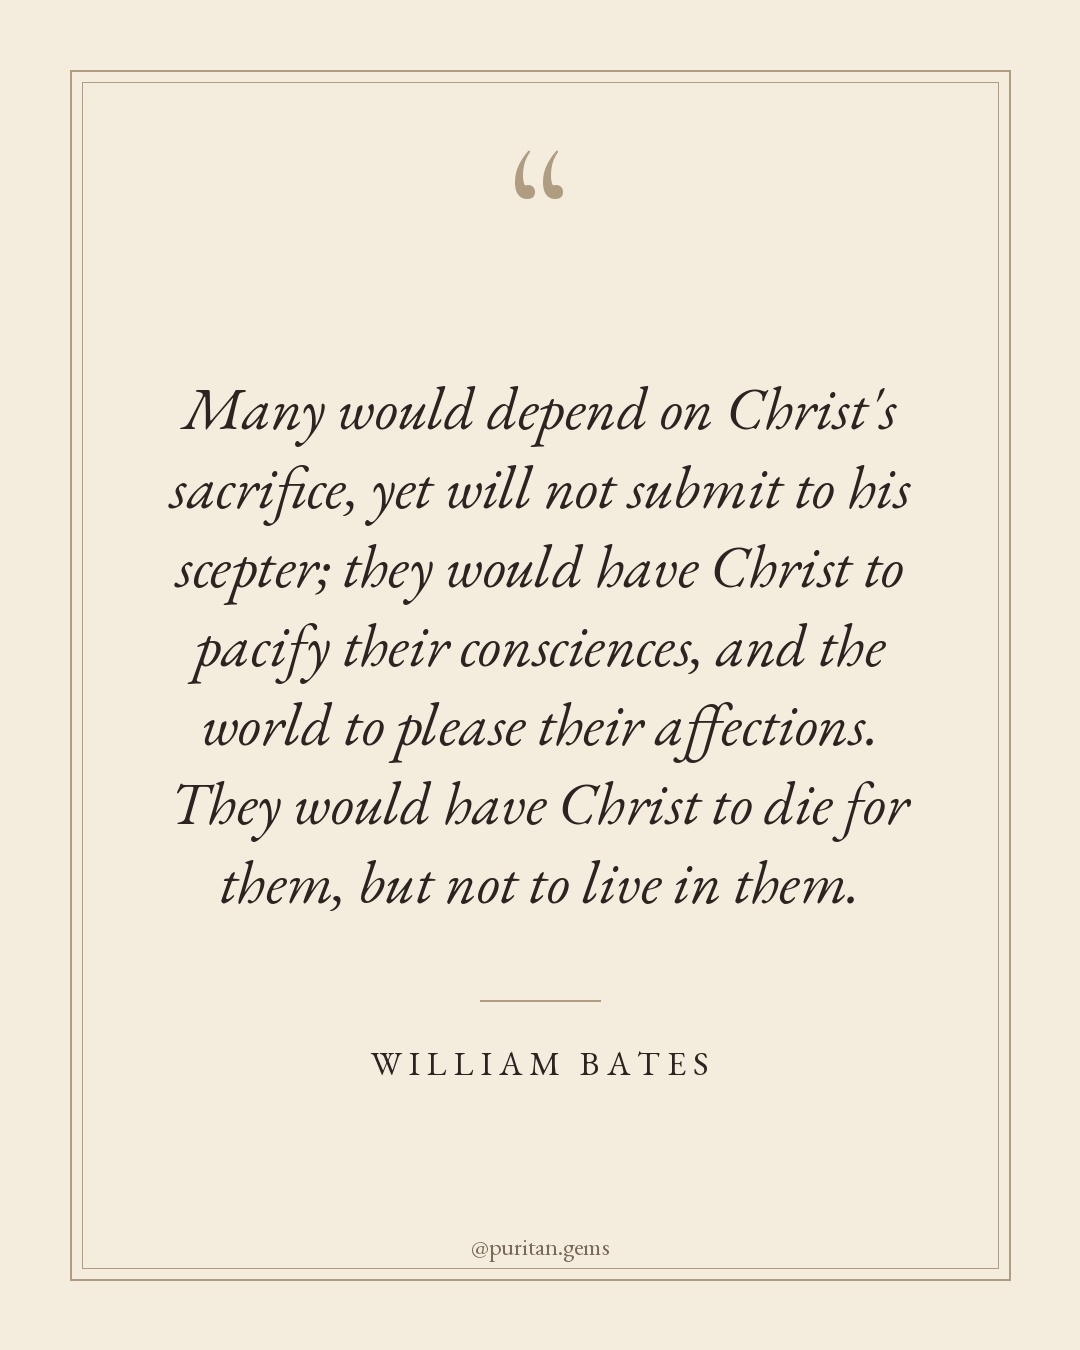 “
Many would depend on Christ's
sacrifice, yet will not submit to his
scepter; they would have Christ to
pacify their consciences, and the
world to please their affections.
They would have Christ to die for
them, but not to live in them.
WILLIAM BATES
@puritan.gems